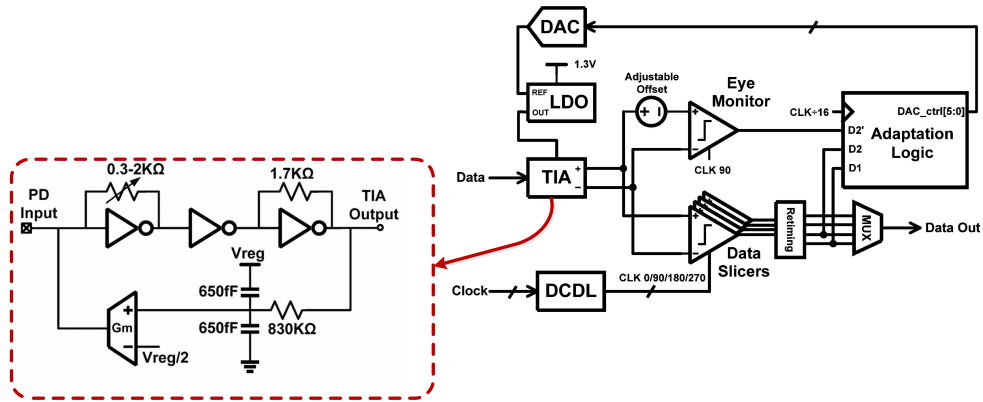 DAC
1.3V
REF
OUT
LDO
Adjustable
Offset
+ −
Eye
Monitor
+
−
CLK 90
CLK÷16
DAC_ctrl[5:0]
D2'
D2
D1
Adaptation
Logic
Data
TIA
+
−
+
−
Data
Slicers
Retiming
MUX
Data Out
CLK 0/90/180/270
Clock
DCDL
0.3-2KΩ
1.7KΩ
PD
Input
TIA
Output
Vreg
650fF
650fF
830KΩ
Gm
+
−
Vreg/2